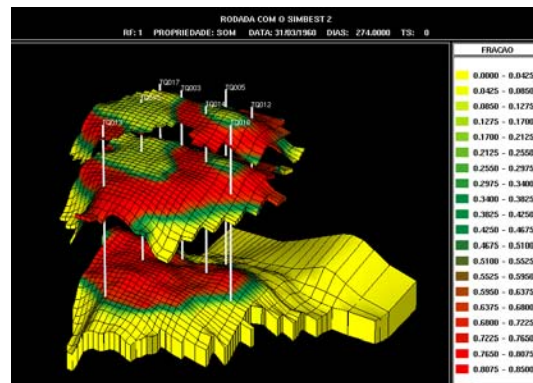 RODADA COM O SIMBEST 2
RF: 1 PROPRIEDADE: SOM DATA: 31/03/1960 DIAS: 274.0000 TS: 0
FRACAO
0.0000 - 0.0425
0.0425 - 0.0850
0.0850 - 0.1275
0.1275 - 0.1700
0.1700 - 0.2125
0.2125 - 0.2550
0.2550 - 0.2975
0.2975 - 0.3400
0.3400 - 0.3825
0.3825 - 0.4250
0.4250 - 0.4675
0.4675 - 0.5100
0.5100 - 0.5525
0.5525 - 0.5950
0.5950 - 0.6375
0.6375 - 0.6800
0.6800 - 0.7225
0.7225 - 0.7650
0.7650 - 0.8075
0.8075 - 0.8500
TQ017
TQ003
TQ005
TQ014
TQ012
TQ013
TQ010